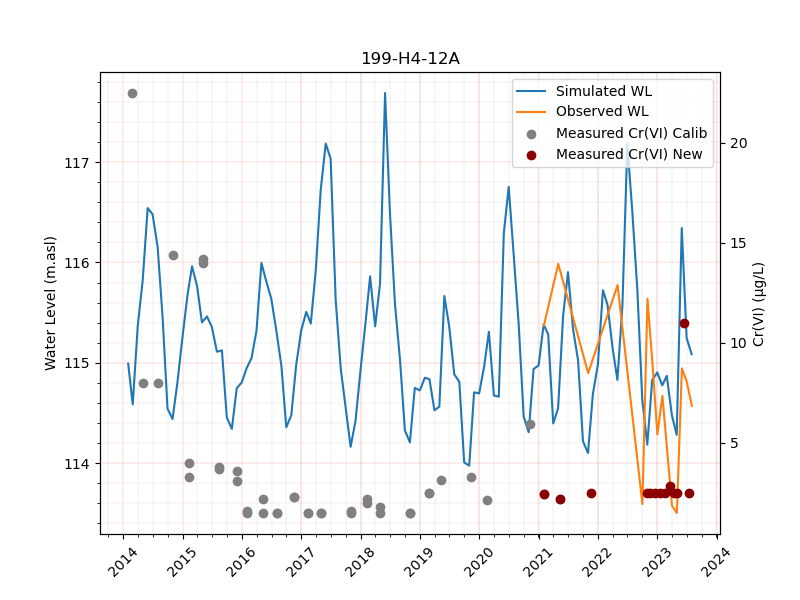 199-H4-12A
Simulated WL
Observed WL
Measured Cr(VI) Calib
Measured Cr(VI) New
Water Level (m.asl)
117
116
115
114
20
15
10
5
Cr(VI) (μg/L)
2014
2015
2016
2017
2018
2019
2020
2021
2022
2023
2024